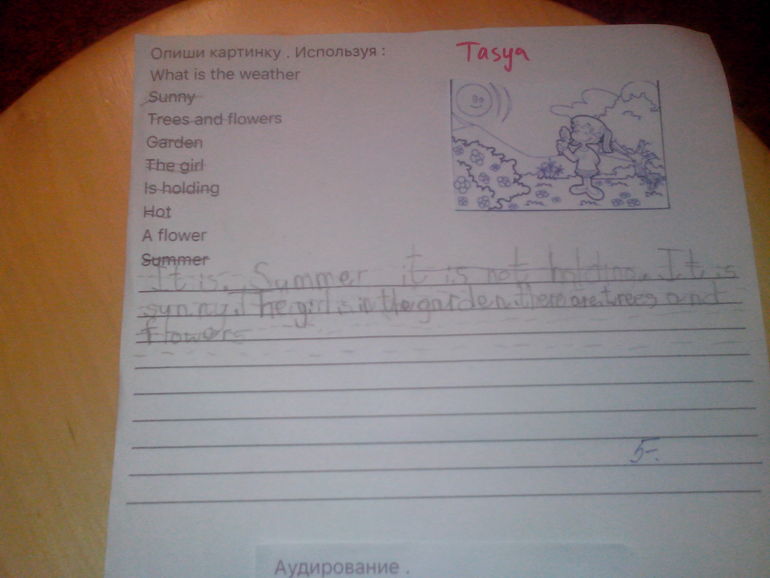 Опиши картинку . Используя :
Tasya
What is the weather
Sunny
Trees and flowers
Garden
The girl
Is holding
Hot
A flower
Summer
It is. Summer it is not holding. It is
sunny. The girl is in the garden. There are trees and
flowers
5-.
Аудирование .